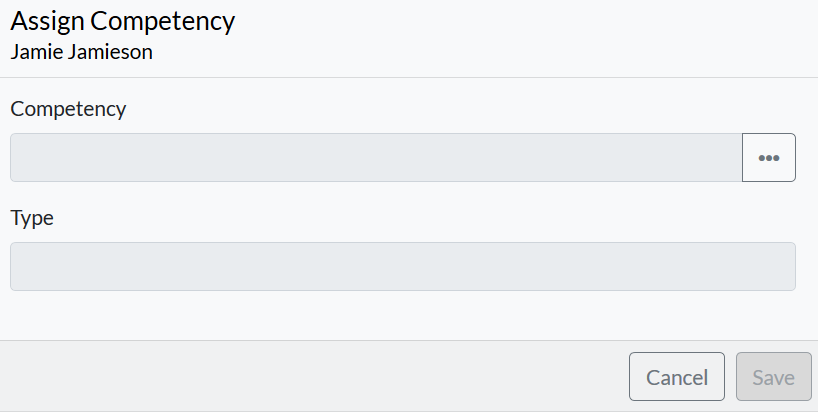 Assign Competency
Jamie Jamieson
Competency
•••
Type
Cancel Save